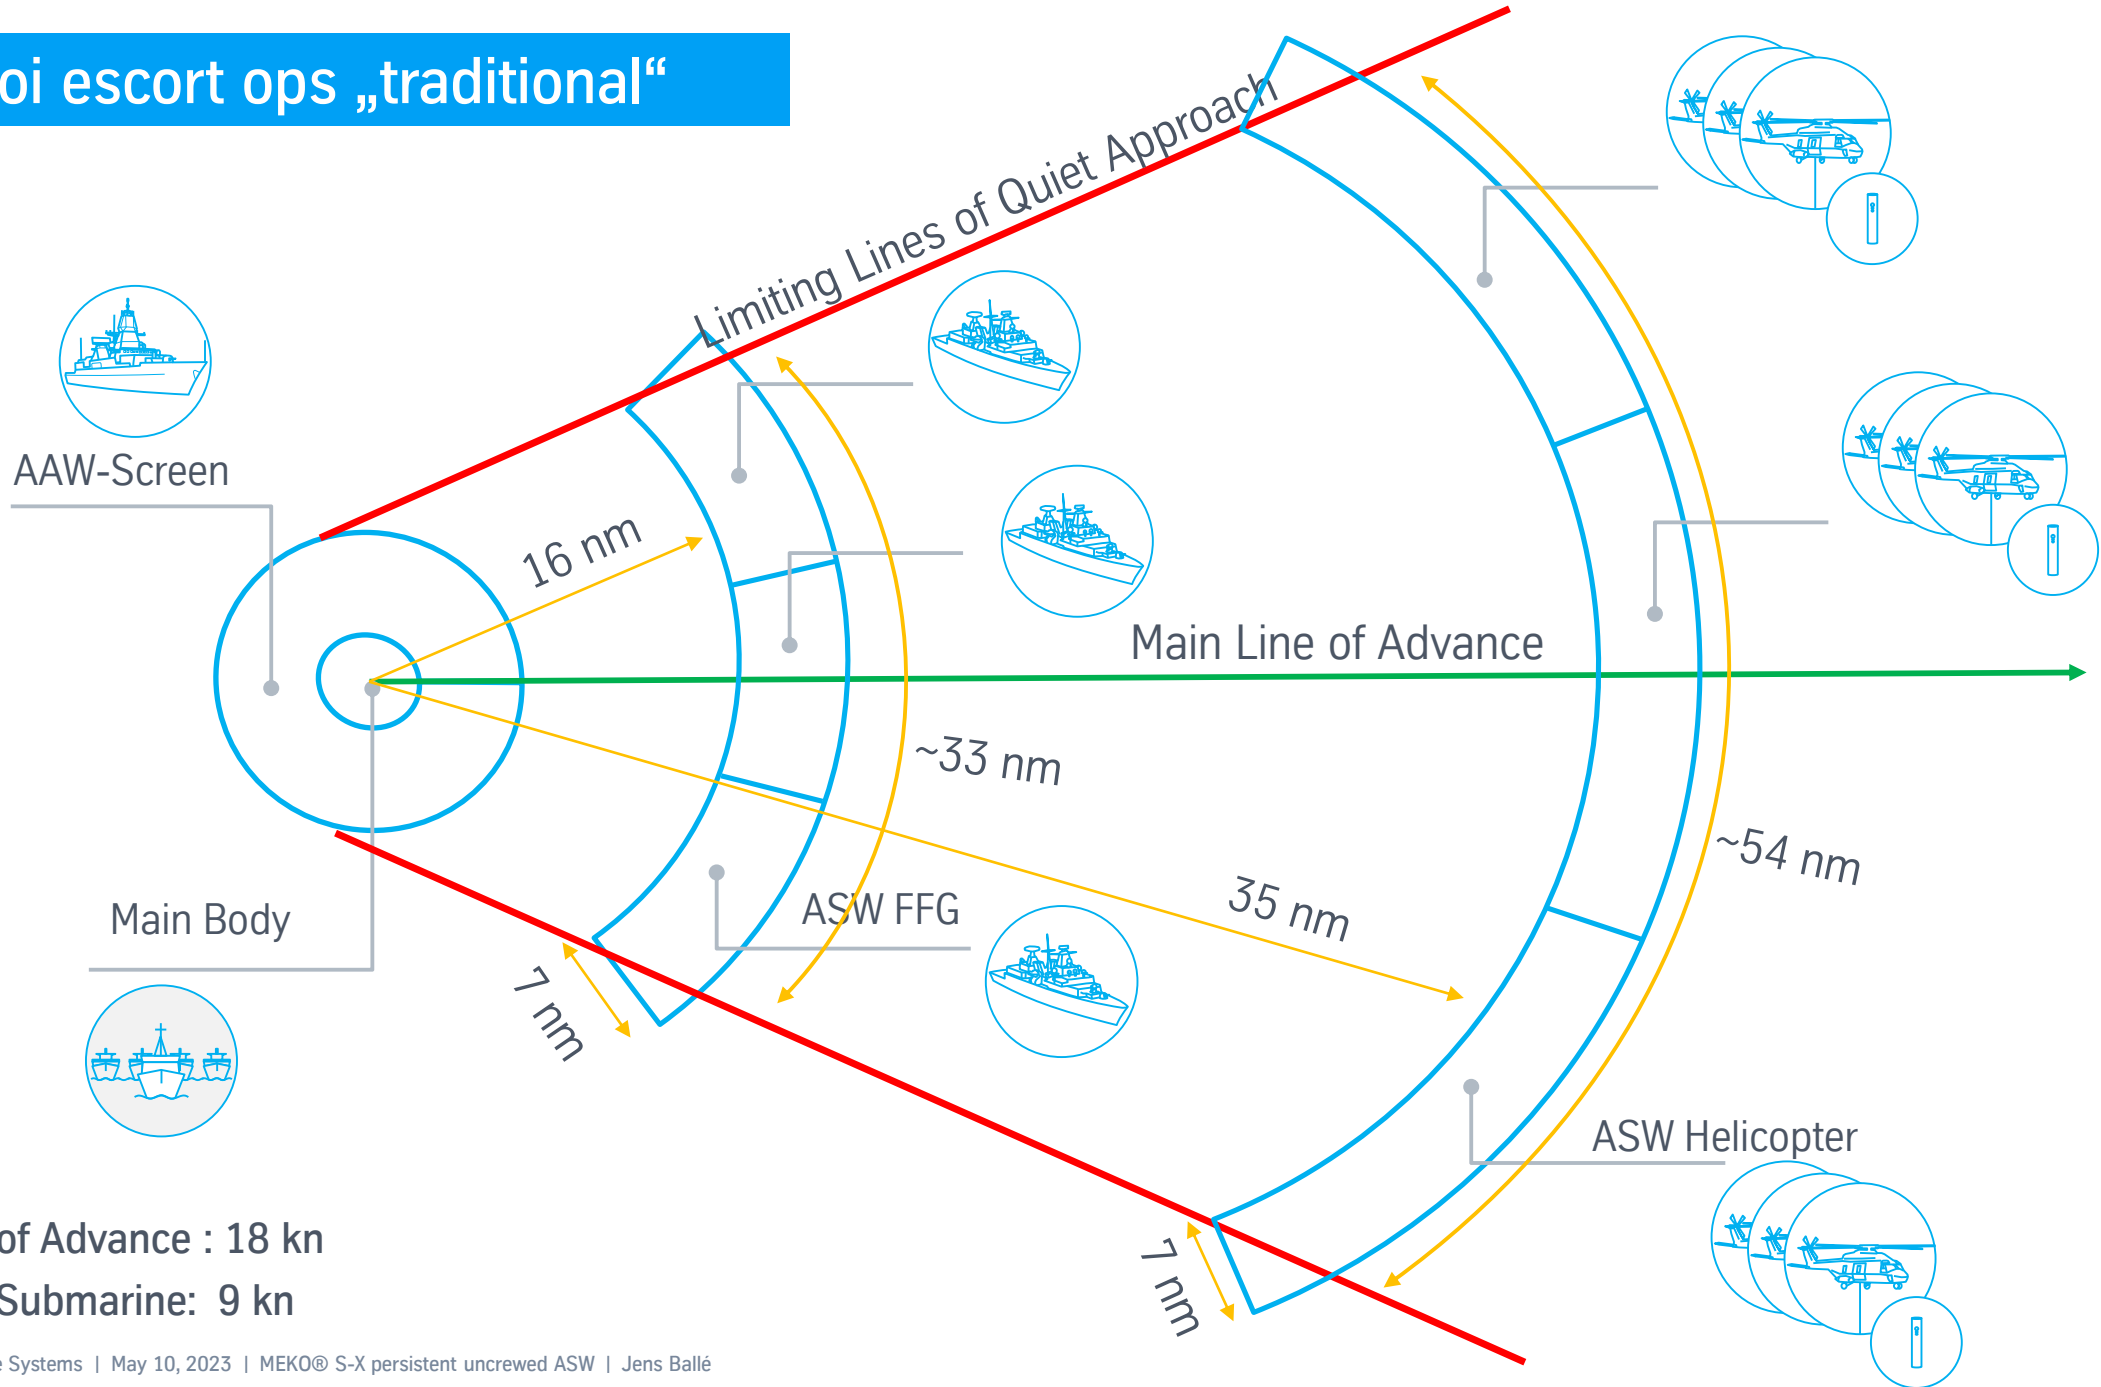 oi escort ops „traditional“
Limiting Lines of Quiet Approach
AAW-Screen
16 nm
Main Line of Advance
~33 nm
~54 nm
35 nm
ASW FFG
Main Body
7 nm
ASW Helicopter
7 nm
of Advance : 18 kn
Submarine: 9 kn
e Systems | May 10, 2023 | MEKO® S-X persistent uncrewed ASW | Jens Ballé